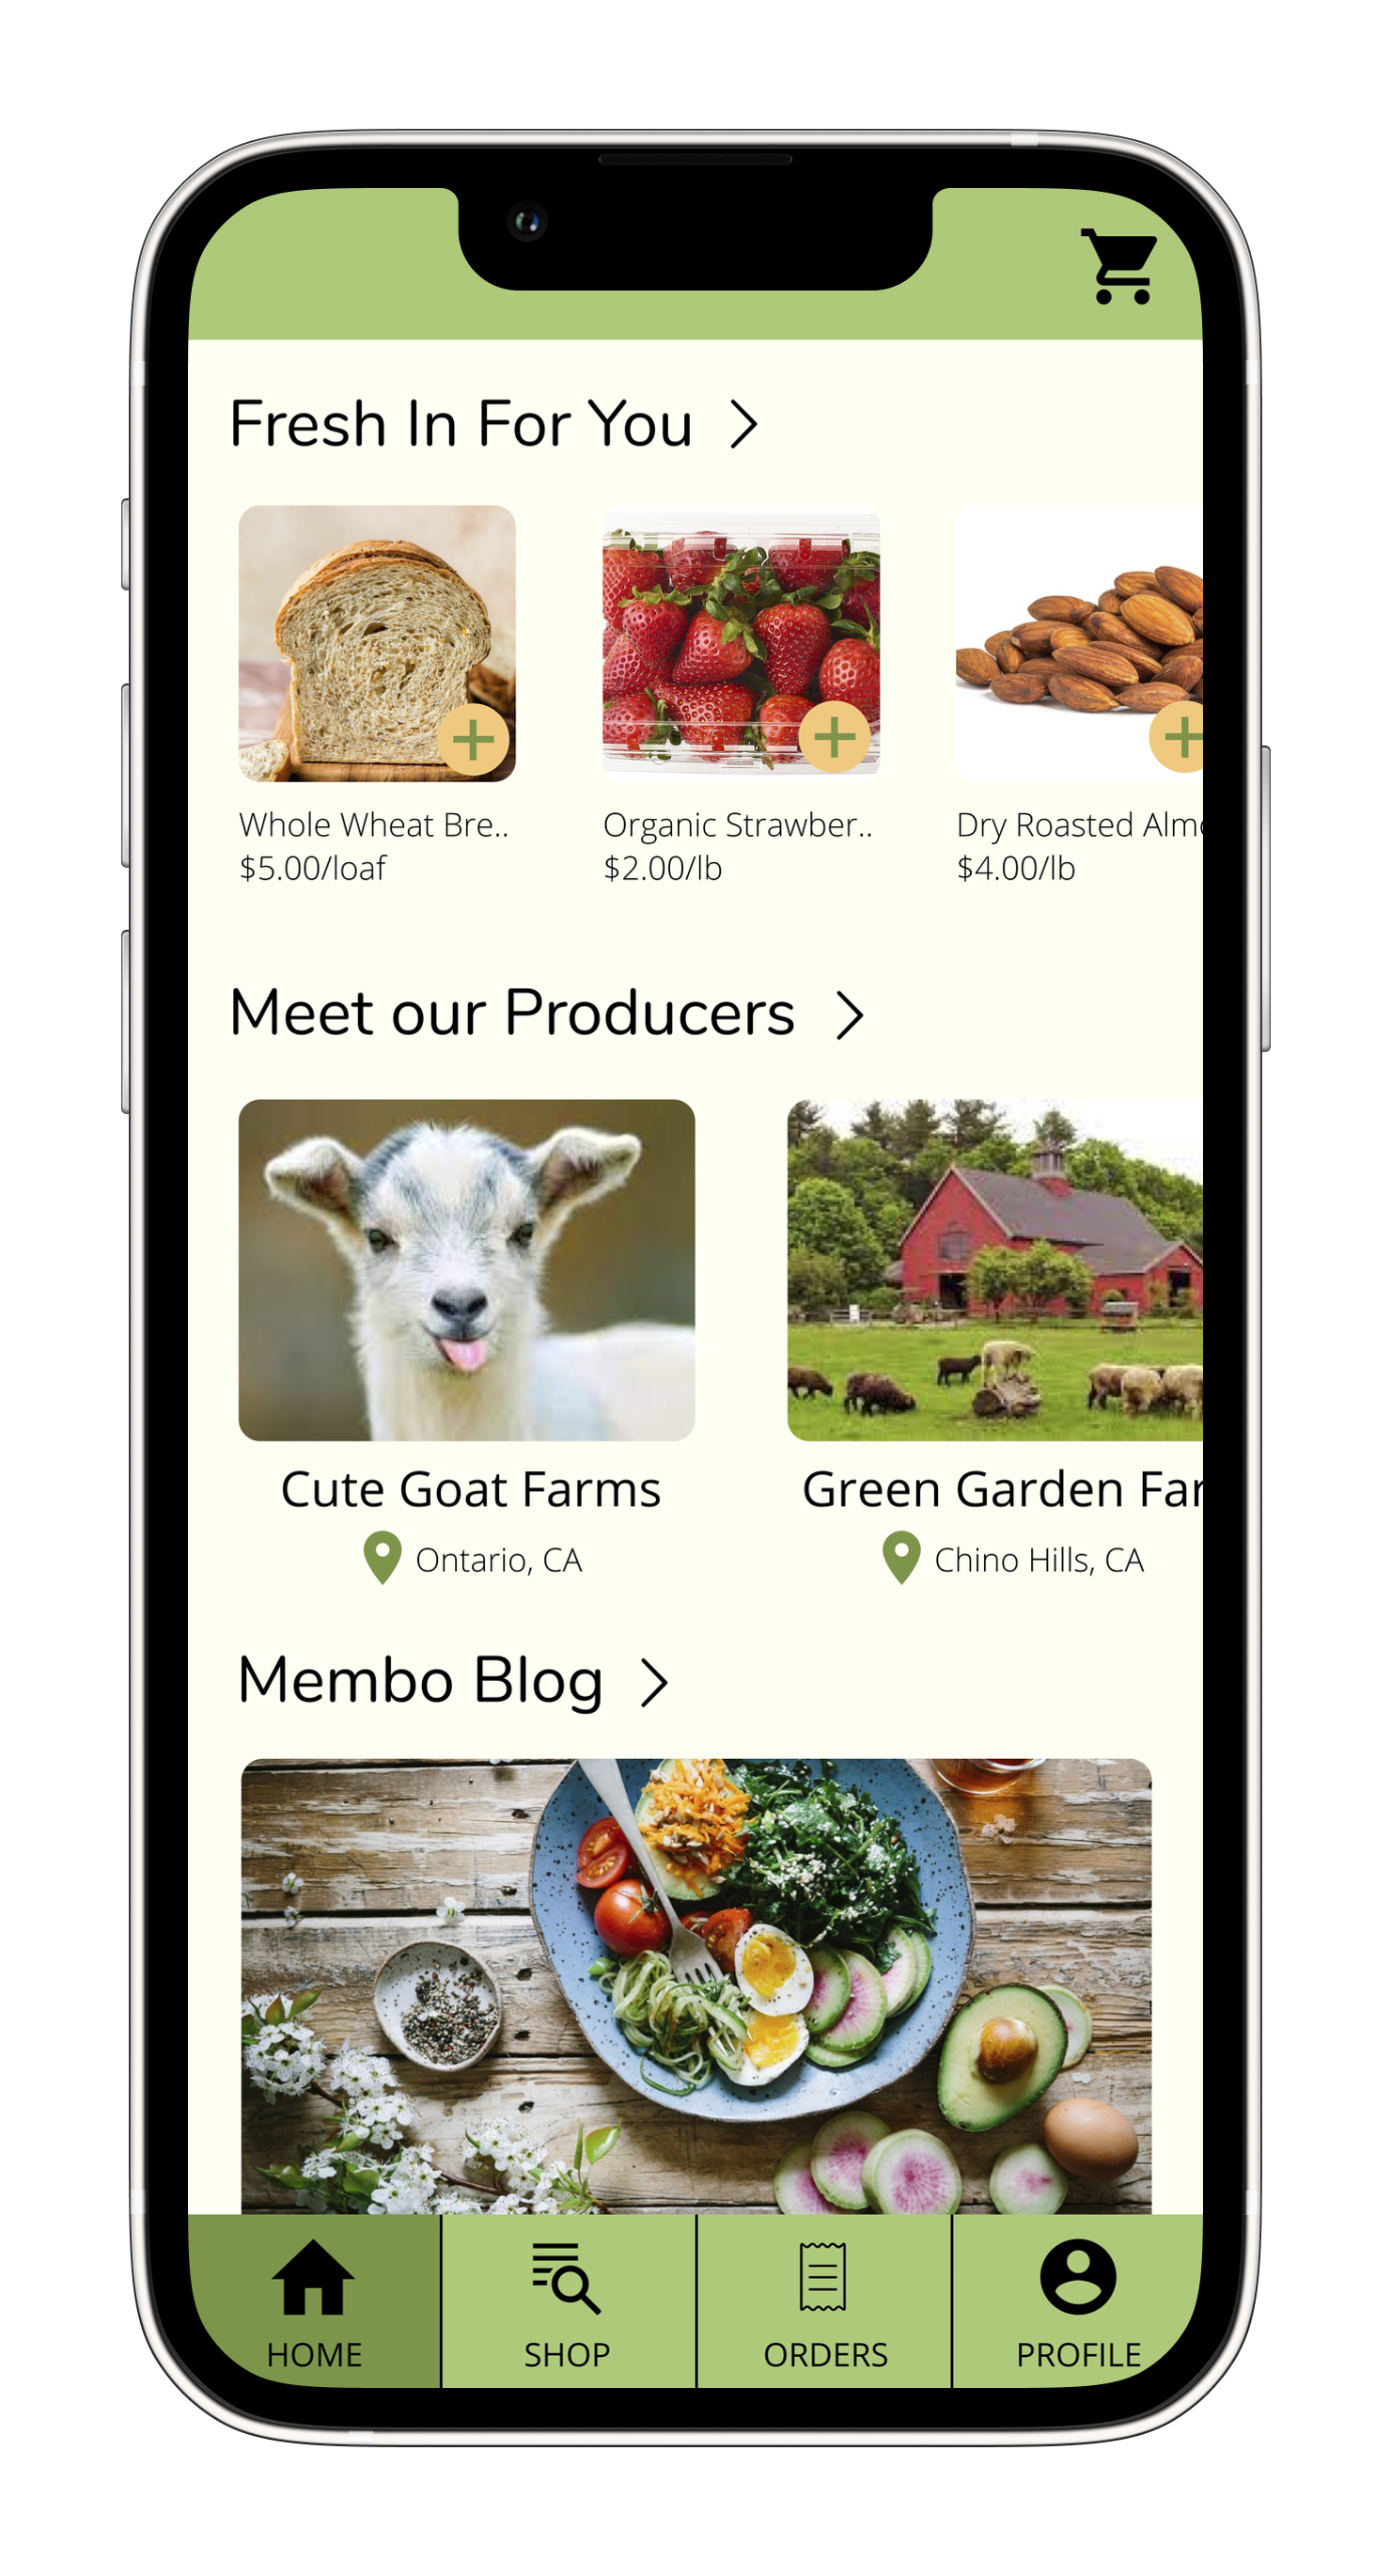 Fresh In For You
Whole Wheat Bre..
$5.00/loaf
Organic Strawber..
$2.00/lb
Dry Roasted Alm
$4.00/lb
Meet our Producers
Cute Goat Farms
Ontario, CA
Green Garden Far
Chino Hills, CA
Membo Blog
HOME
SHOP
ORDERS
PROFILE